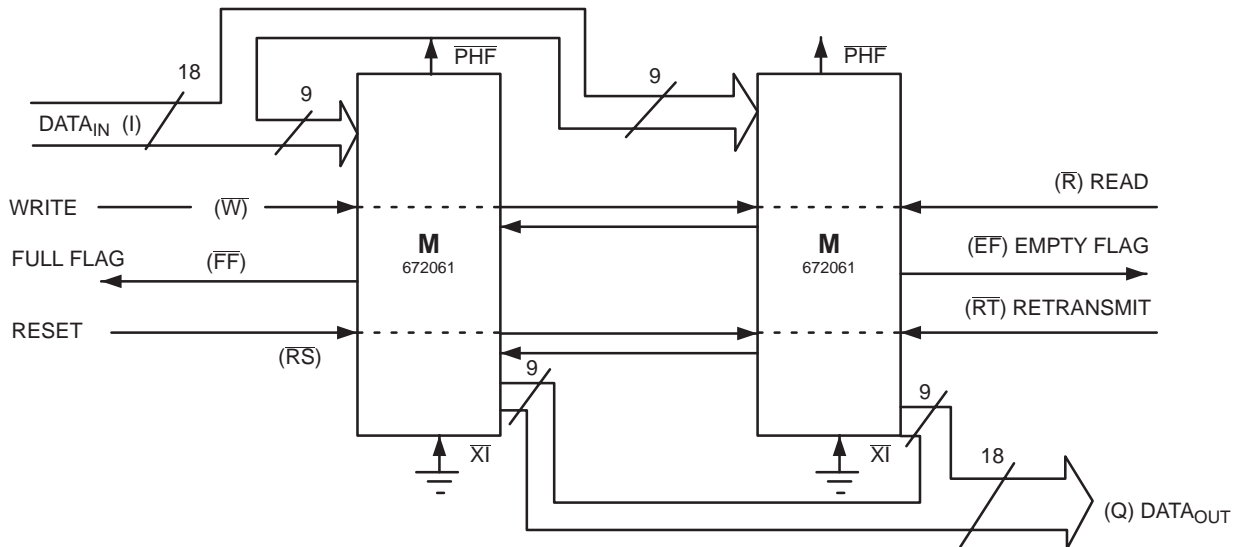 PHF
PHF
18
9
9
9
DATAIN (I)
(R) READ
WRITE (W)
M
672061
M
672061
FULL FLAG (FF)
(EF) EMPTY FLAG
RESET
(RS)
(RT) RETRANSMIT
9
9
XI
XI
18
(Q) DATAOUT